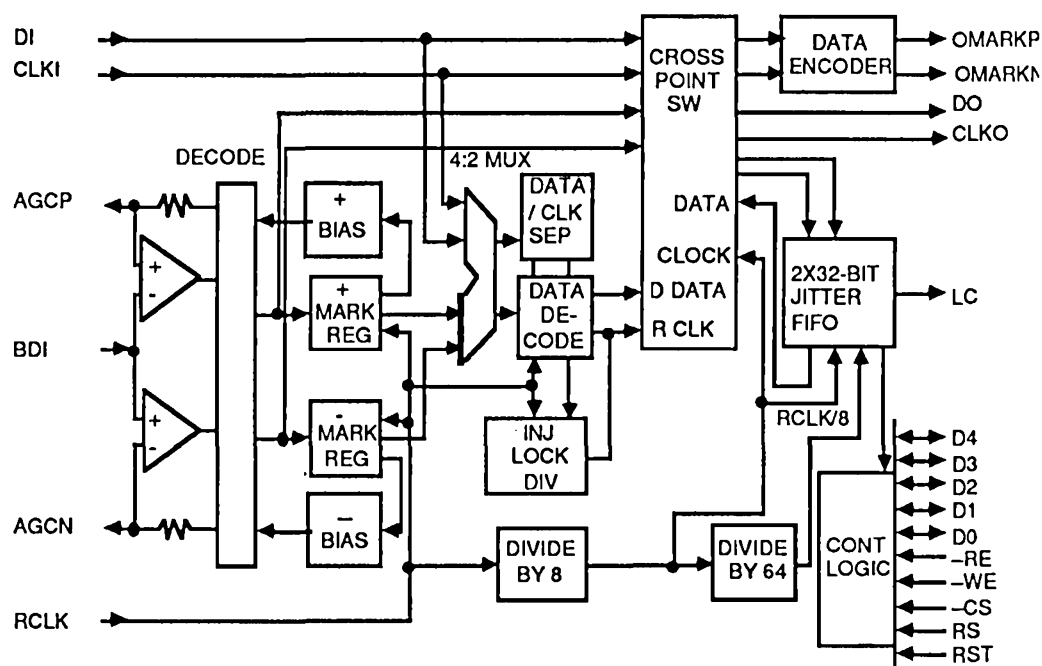 DI
CLKI
CROSS
POINT
SW
DATA
ENCODER
OMARKP
OMARKN
DO
CLKO
DECODE
4:2 MUX
AGCP
+
BIAS
DATA
/ CLK
SEP
DATA
CLOCK
D DATA
R CLK
2X32-BIT
JITTER
FIFO
LC
+
-
+
MARK
REG
DATA
DE-
CODE
BDI
+
-
-
MARK
REG
INJ
LOCK
DIV
RCLK/8
AGCN
–
BIAS
DIVIDE
BY 8
DIVIDE
BY 64
CONT
LOGIC
D4
D3
D2
D1
D0
–RE
–WE
–CS
RS
RST
RCLK